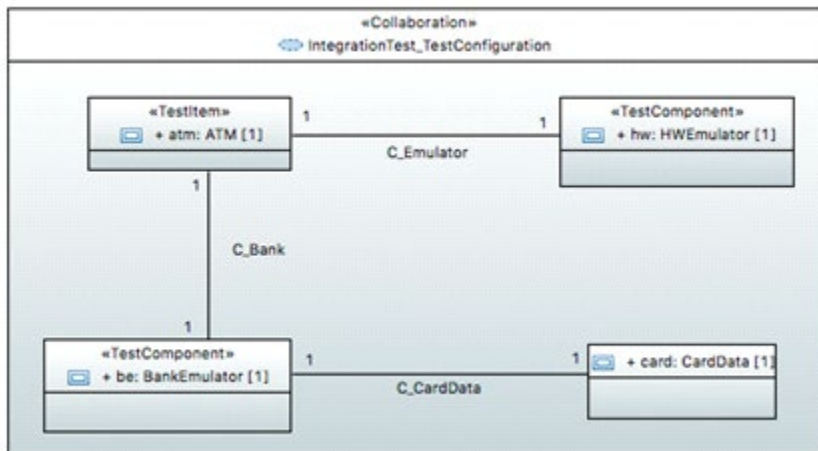 «Collaboration»
IntegrationTest_TestConfiguration
«TestItem»
+ atm: ATM [1]
1
1
C_Emulator
«TestComponent»
+ hw: HWEmulator [1]
1
C_Bank
1
«TestComponent»
+ be: BankEmulator [1]
1
1
C_CardData
+ card: CardData [1]